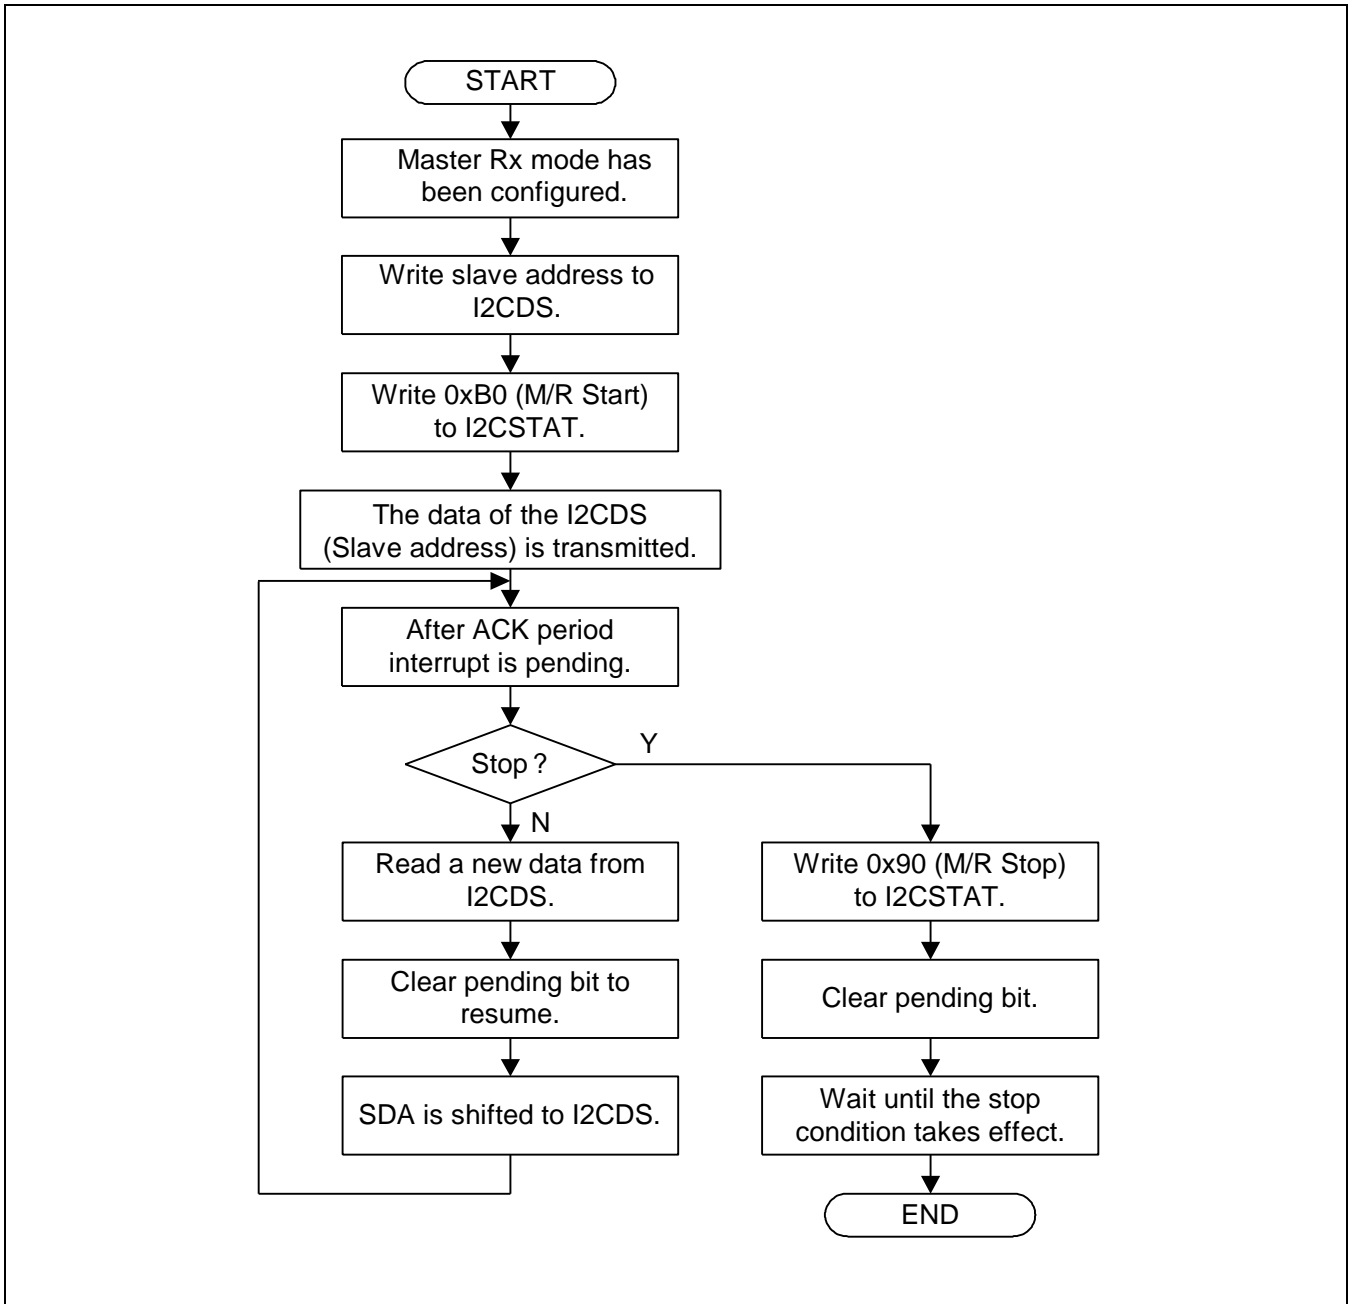 START
Master Rx mode has
been configured.
Write slave address to
I2CDS.
Write 0xB0 (M/R Start)
to I2CSTAT.
The data of the I2CDS
(Slave address) is transmitted.
After ACK period
interrupt is pending.
Stop ?
Y
N
Read a new data from
I2CDS.
Clear pending bit to
resume.
SDA is shifted to I2CDS.
Write 0x90 (M/R Stop)
to I2CSTAT.
Clear pending bit.
Wait until the stop
condition takes effect.
END